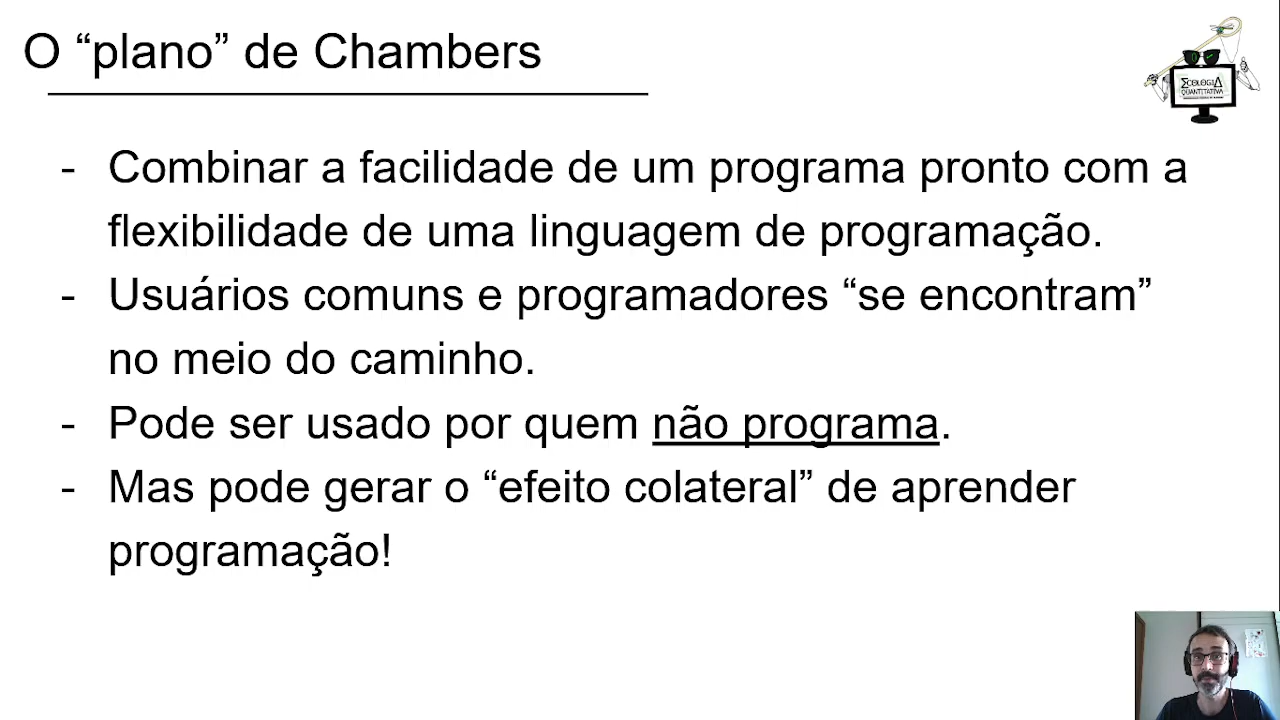 O “plano” de Chambers
ΣCOLOGIΔ
QUANTITATIVA
- Combinar a facilidade de um programa pronto com a
flexibilidade de uma linguagem de programação.
- Usuários comuns e programadores “se encontram”
no meio do caminho.
- Pode ser usado por quem não programa.
- Mas pode gerar o “efeito colateral” de aprender
programação!